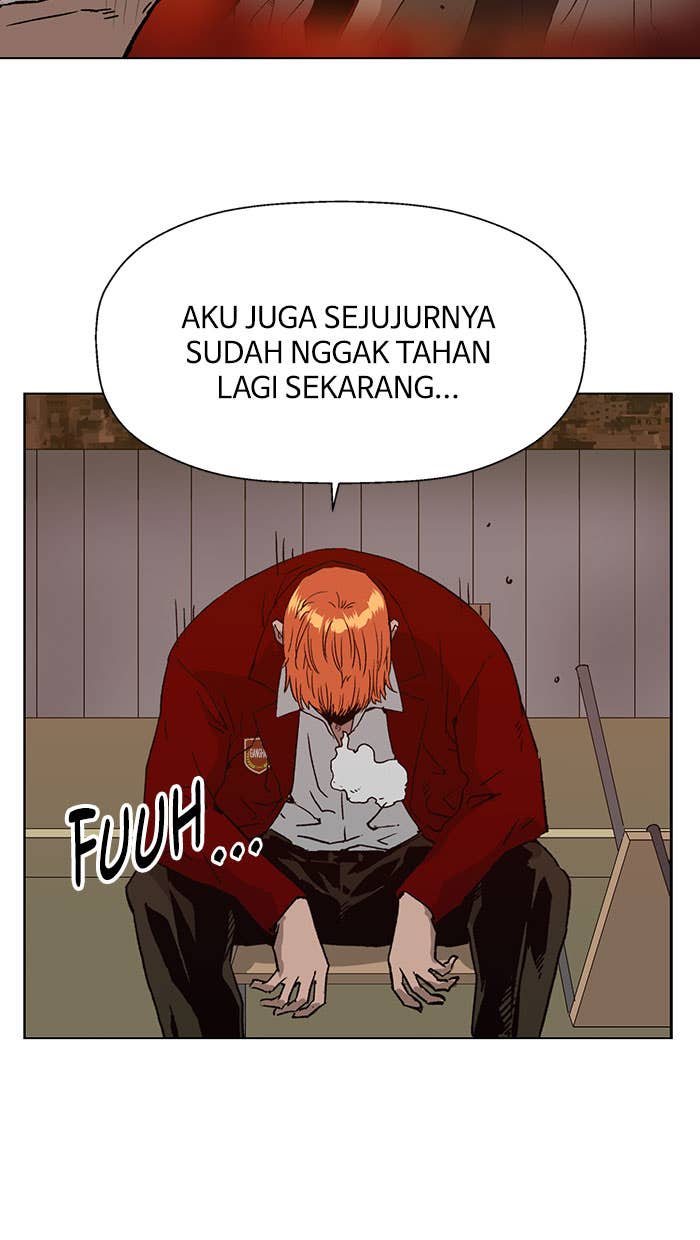 AKU JUGA SEJUJURNYA
SUDAH NGGAK TAHAN
LAGI SEKARANG...
FUUH...